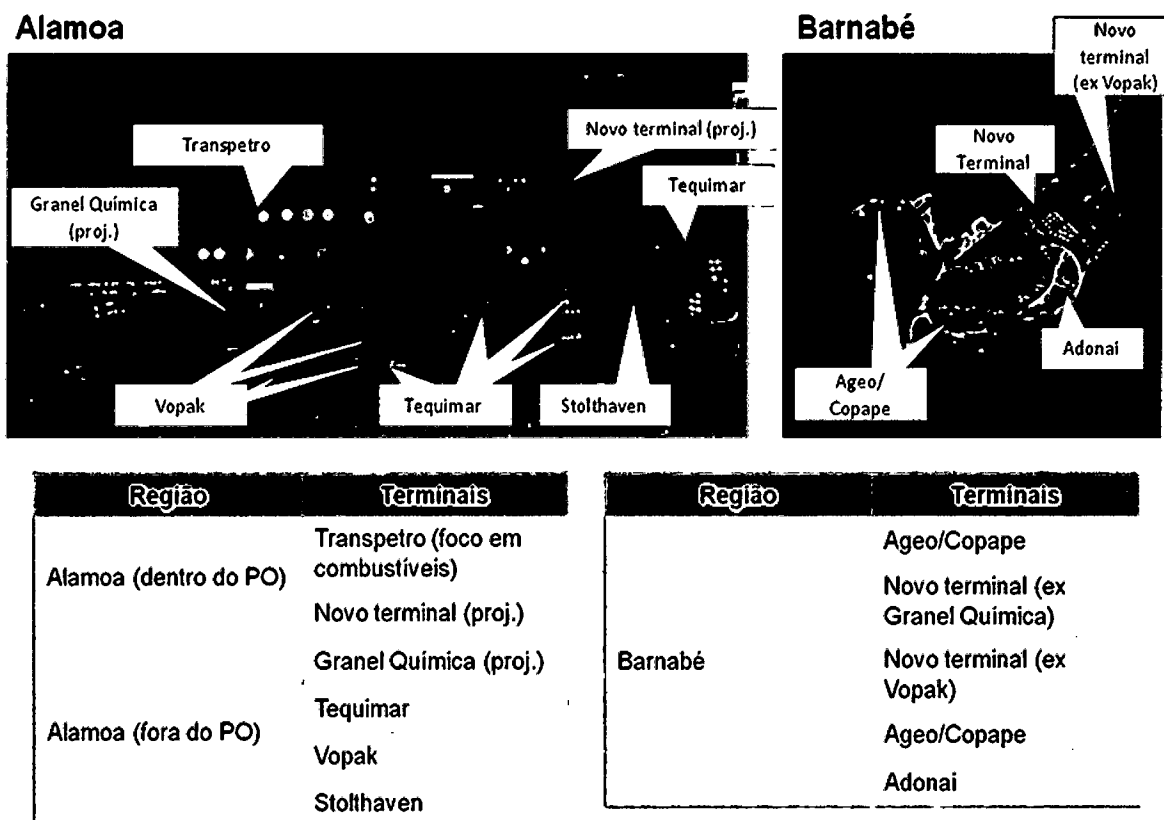 Alamoa
Barnabé
Novo
terminal
(ex Vopak)
Transpetro
Novo terminal (proj.)
Novo
Terminal
Granel Química
(proj.)
Tequimar
Vopak
Tequimar
Stolthaven
Ageo/
Copape
Adonai
Região Terminais
Alamoa (dentro do PO)
Transpetro (foco em
combustíveis)
Novo terminal (proj.)
Alamoa (fora do PO)
Granel Química (proj.)
Tequimar
Vopak
Stolthaven
Região Terminais
Barnabé
Ageo/Copape
Novo terminal (ex
Granel Química)
Novo terminal (ex
Vopak)
Ageo/Copape
Adonai